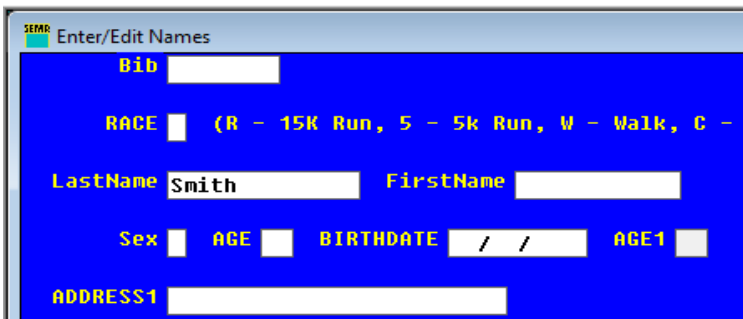 SEMR Enter/Edit Names
Bib
RACE (R - 15K Run, 5 - 5k Run, W - Walk, C -
LastName Smith FirstName
Sex AGE BIRTHDATE / / AGE1
ADDRESS1